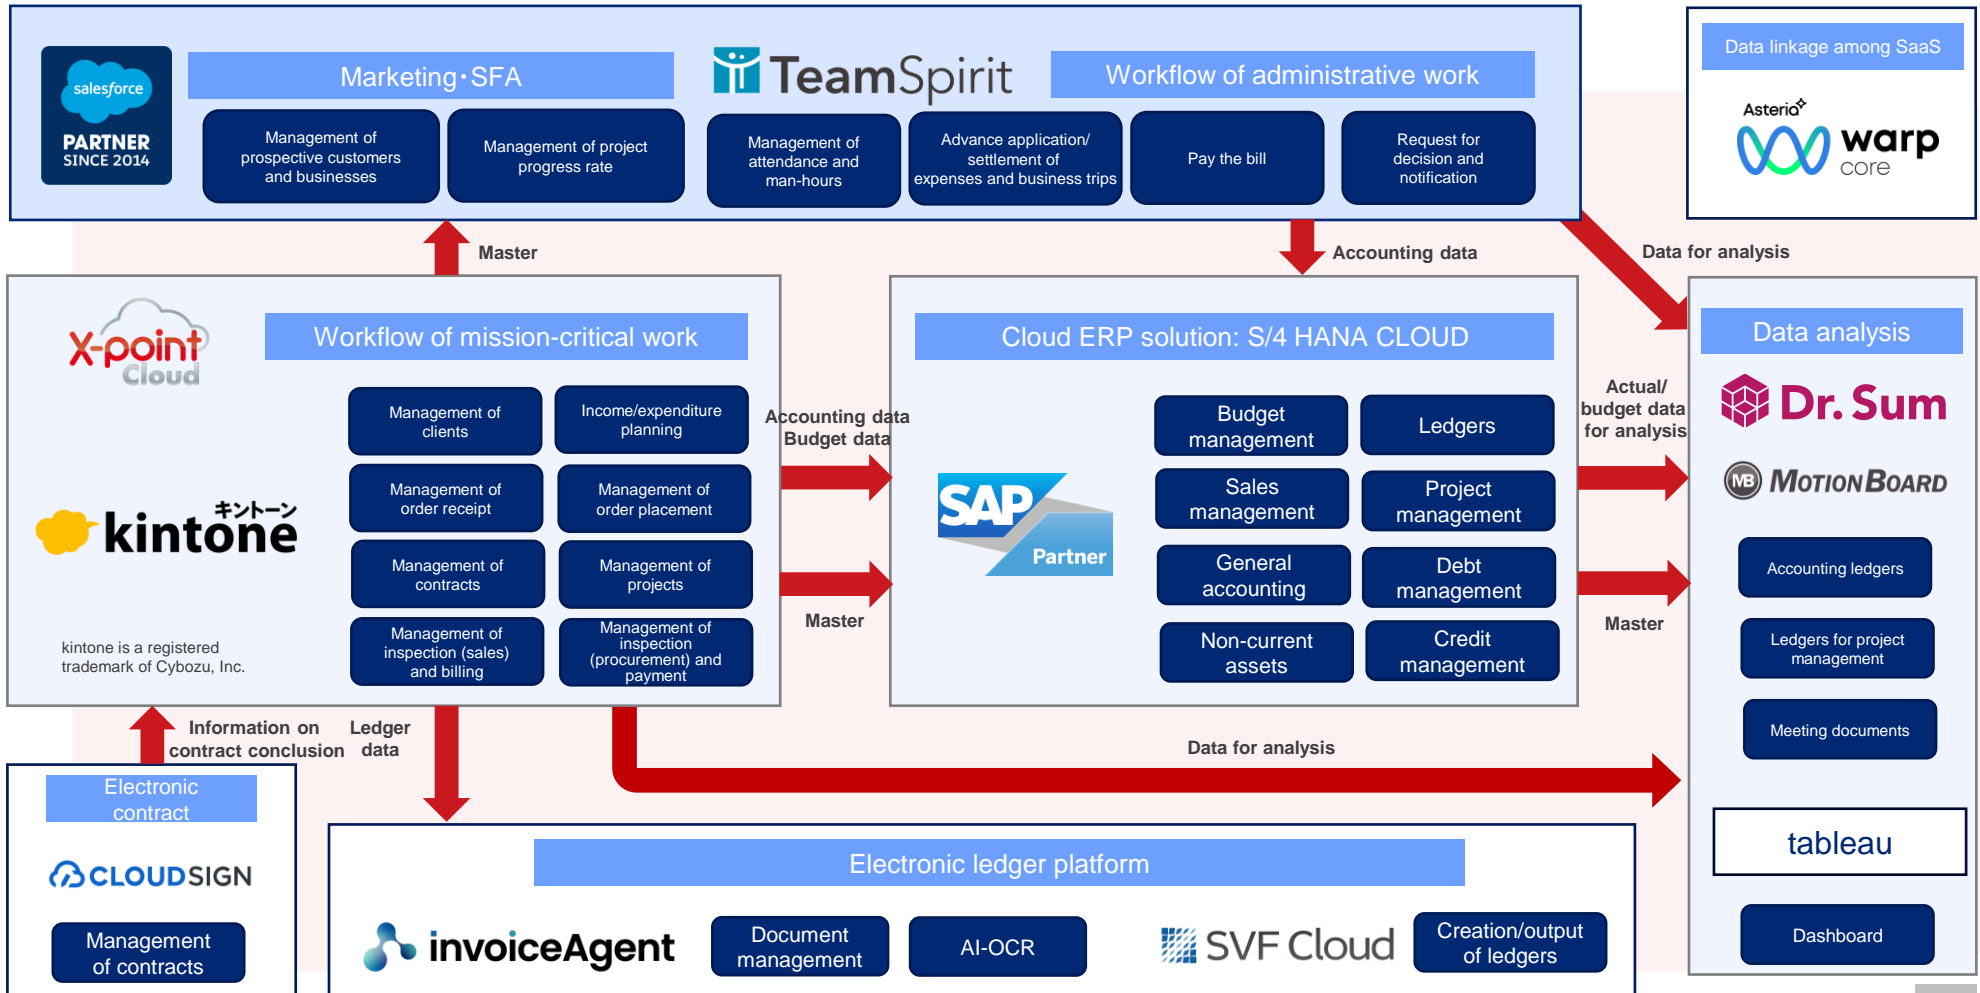 salesforce
PARTNER
SINCE 2014
Marketing・SFA
Management of
prospective customers
and businesses
Management of project
progress rate
TeamSpirit
Workflow of administrative work
Management of
attendance and
man-hours
Advance application/
settlement of
expenses and business trips
Pay the bill
Request for
decision and
notification
Data linkage among SaaS
Asteria
warp
core
Master
Accounting data
Data for analysis
X-point
Cloud
Workflow of mission-critical work
キントーン
kintone
kintone is a registered
trademark of Cybozu, Inc.
Management of
clients
Income/expenditure
planning
Management of
order receipt
Management of
order placement
Management of
contracts
Management of
projects
Management of
inspection (sales)
and billing
Management of
inspection
(procurement) and
payment
Accounting data
Budget data
Master
Cloud ERP solution: S/4 HANA CLOUD
SAP
Partner
Budget
management
Ledgers
Sales
management
Project
management
General
accounting
Debt
management
Non-current
assets
Credit
management
Actual/
budget data
for analysis
Master
Data analysis
Dr. Sum
MB
MOTIONBOARD
Accounting ledgers
Ledgers for project
management
Meeting documents
tableau
Dashboard
Information on
contract conclusion
Ledger
data
Data for analysis
Electronic
contract
CLOUDSIGN
Management
of contracts
Electronic ledger platform
invoiceAgent
Document
management
AI-OCR
SVF Cloud
Creation/output
of ledgers